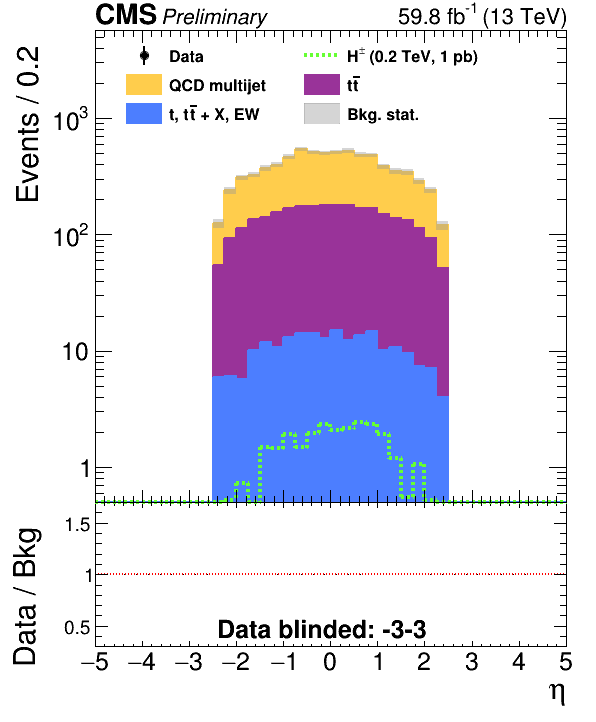 CMS Preliminary 59.8 fb⁻¹ (13 TeV)
Data H± (0.2 TeV, 1 pb)
QCD multijet tt̅
t, tt̅ + X, EW Bkg. stat.
Events / 0.2
10³
10²
10
1
Data / Bkg
1.5
1
0.5
Data blinded: -3-3
−5 −4 −3 −2 −1 0 1 2 3 4 5
η